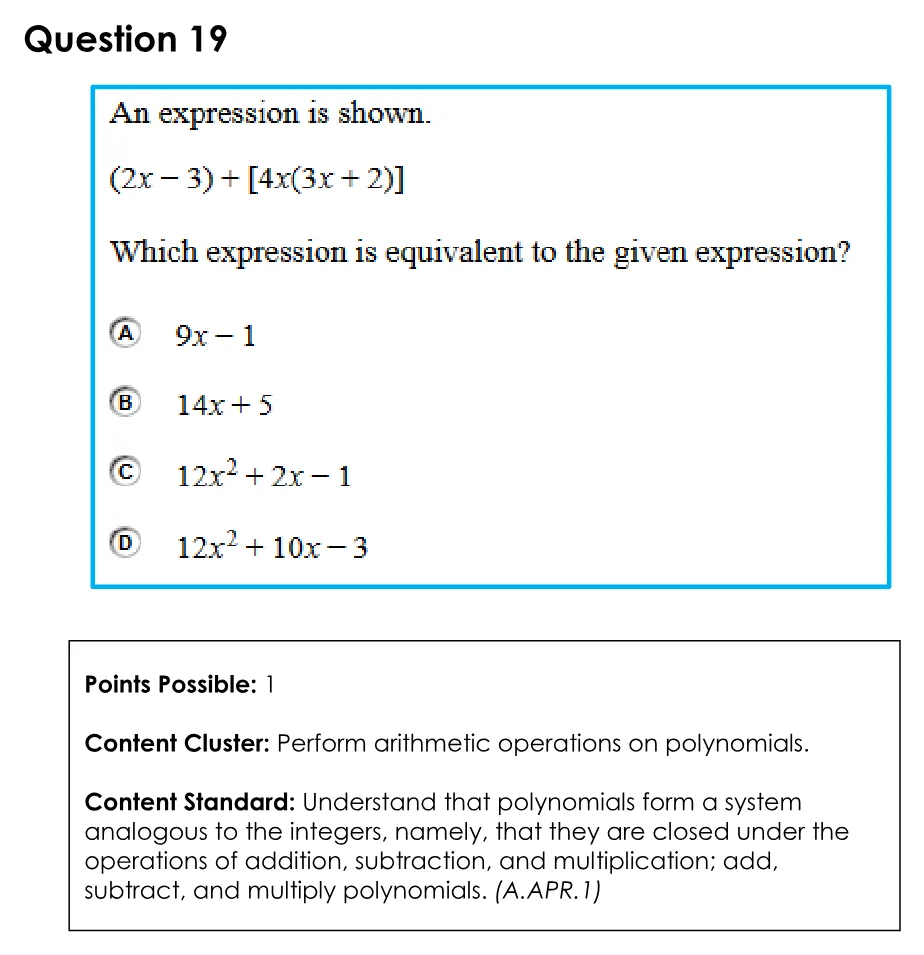 Question 19
An expression is shown.
(2x − 3) + [4x(3x + 2)]
Which expression is equivalent to the given expression?
A 9x − 1
B 14x + 5
C 12x² + 2x − 1
D 12x² + 10x − 3
Points Possible: 1
Content Cluster: Perform arithmetic operations on polynomials.
Content Standard: Understand that polynomials form a system
analogous to the integers, namely, that they are closed under the
operations of addition, subtraction, and multiplication; add,
subtract, and multiply polynomials. (A.APR.1)